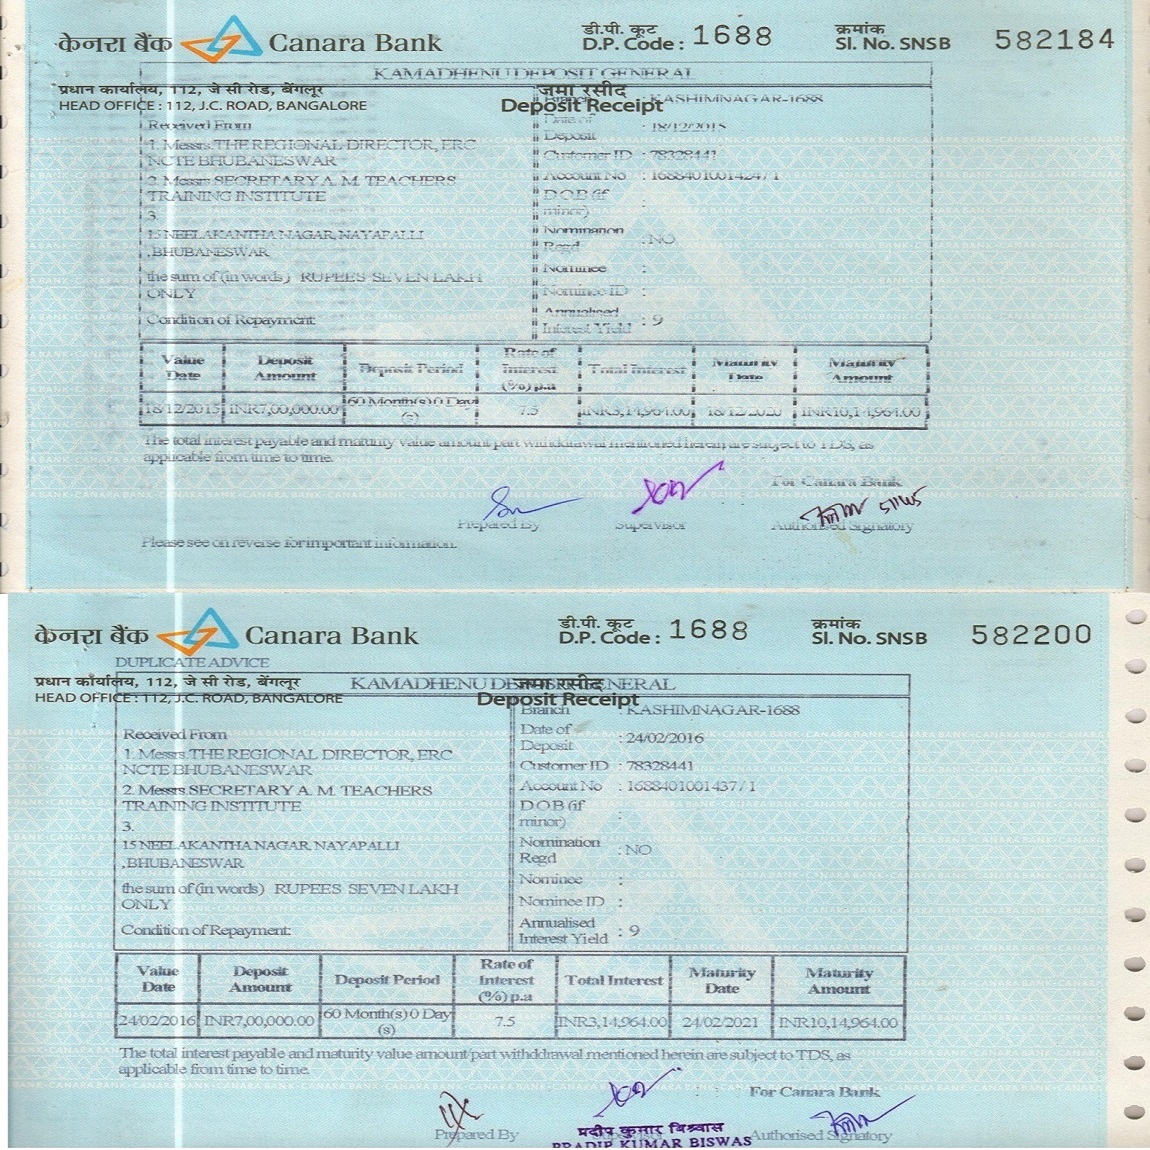 केनरा बैंक Canara Bank
डी.पी. कूट
D.P. Code : 1688
क्रमांक
Sl. No. SNSB 582184
KAMADHENU DEPOSIT GENERAL
प्रधान कार्यालय, 112, जे सी रोड, बेंगलूर
HEAD OFFICE : 112, J.C. ROAD, BANGALORE
जमा रसीद
Deposit Receipt
Branch : KASHIMNAGAR-1688
Received From
Date of Deposit : 18/12/2015
1. Messrs.THE REGIONAL DIRECTOR, ERC
NCTE BHUBANESWAR
Customer ID : 78328441
2. Messrs SECRETARY A. M. TEACHERS
TRAINING INSTITUTE
Account No : 1688401001424 / 1
DOB (if minor) :
3.
15 NEELAKANTHA NAGAR, NAYAPALLI
,BHUBANESWAR
Nomination Regd : NO
Nominee :
the sum of (in words) RUPEES SEVEN LAKH
ONLY
Nominee ID :
Condition of Repayment:
Annualised Interest Yield : 9
Value Date Deposit Amount Deposit Period Rate of Interest (%) p.a Total Interest Maturity Date Maturity Amount
18/12/2015 INR7,00,000.00 60 Month(s) 0 Day (s) 7.5 INR3,14,964.00 18/12/2020 INR10,14,964.00
The total interest payable and maturity value amount/part withdrawal mentioned herein are subject to TDS, as
applicable from time to time.
For Canara Bank
Prepared By Supervisor Authorised Signatory
Please see on reverse for important information.
केनरा बैंक Canara Bank
डी.पी. कूट
D.P. Code : 1688
क्रमांक
Sl. No. SNSB 582200
DUPLICATE ADVICE
प्रधान कार्यालय, 112, जे सी रोड, बेंगलूर
HEAD OFFICE : 112, J.C. ROAD, BANGALORE
KAMADHENU DEPOSIT GENERAL
जमा रसीद
Deposit Receipt
Branch : KASHIMNAGAR-1688
Received From
Date of Deposit : 24/02/2016
1. Messrs.THE REGIONAL DIRECTOR, ERC
NCTE BHUBANESWAR
Customer ID : 78328441
2. Messrs SECRETARY A. M. TEACHERS
TRAINING INSTITUTE
Account No : 1688401001437 / 1
DOB (if minor) :
3.
15 NEELAKANTHA NAGAR, NAYAPALLI
,BHUBANESWAR
Nomination Regd : NO
Nominee :
the sum of (in words) RUPEES SEVEN LAKH
ONLY
Nominee ID :
Condition of Repayment:
Annualised Interest Yield : 9
Value Date Deposit Amount Deposit Period Rate of Interest (%) p.a Total Interest Maturity Date Maturity Amount
24/02/2016 INR7,00,000.00 60 Month(s) 0 Day (s) 7.5 INR3,14,964.00 24/02/2021 INR10,14,964.00
The total interest payable and maturity value amount/part withdrawal mentioned herein are subject to TDS, as
applicable from time to time.
For Canara Bank
Prepared By Authorised Signatory
प्रदीप कुमार बिश्र्वास
PRADIP KUMAR BISWAS